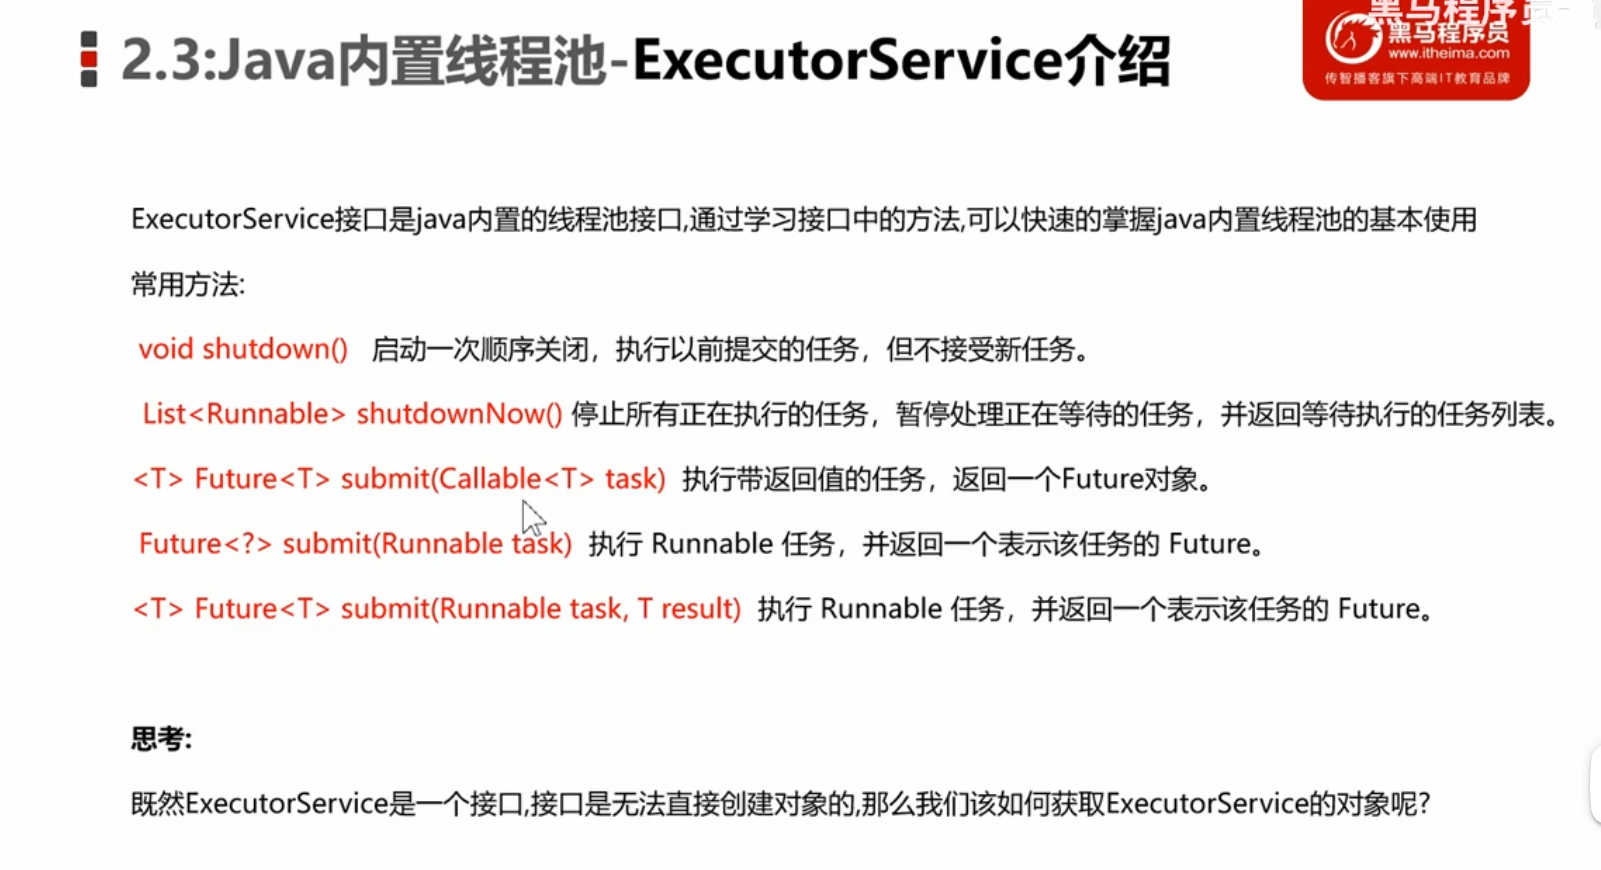 黑马程序员
2.3:Java内置线程池-ExecutorService介绍
黑马程序员
www.itheima.com
传智播客旗下高端IT教育品牌
ExecutorService接口是java内置的线程池接口,通过学习接口中的方法,可以快速的掌握java内置线程池的基本使用
常用方法:
void shutdown() 启动一次顺序关闭，执行以前提交的任务，但不接受新任务。
List<Runnable> shutdownNow() 停止所有正在执行的任务，暂停处理正在等待的任务，并返回等待执行的任务列表。
<T> Future<T> submit(Callable<T> task) 执行带返回值的任务，返回一个Future对象。
Future<?> submit(Runnable task) 执行 Runnable 任务，并返回一个表示该任务的 Future。
<T> Future<T> submit(Runnable task, T result) 执行 Runnable 任务，并返回一个表示该任务的 Future。
思考:
既然ExecutorService是一个接口,接口是无法直接创建对象的,那么我们该如何获取ExecutorService的对象呢?